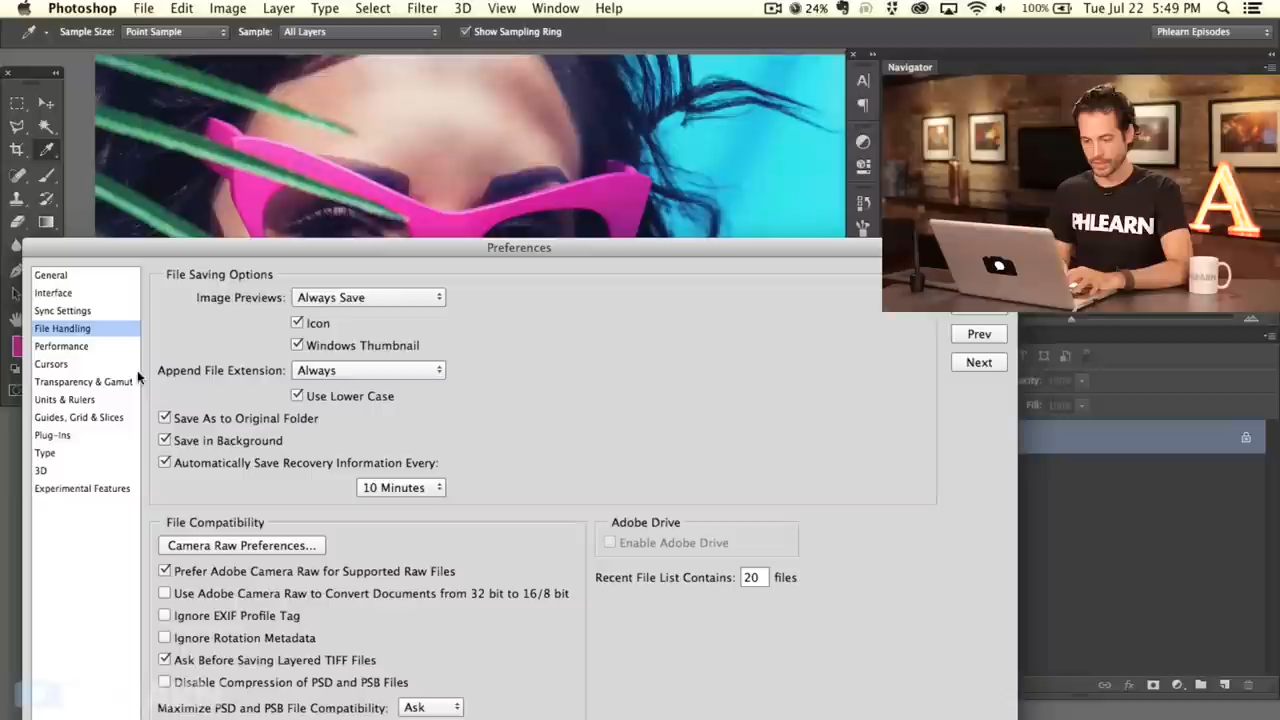 Photoshop File Edit Image Layer Type Select Filter 3D View Window Help 24% 100% Tue Jul 22 5:49 PM
Sample Size: Point Sample Sample: All Layers Show Sampling Ring Phlearn Episodes
Navigator
A
PHLEARN
A
Preferences
General
Interface
Sync Settings
File Handling
Performance
Cursors
Transparency & Gamut
Units & Rulers
Guides, Grid & Slices
Plug-Ins
Type
3D
Experimental Features
File Saving Options
Image Previews: Always Save
Icon
Windows Thumbnail
Append File Extension: Always
Use Lower Case
Save As to Original Folder
Save in Background
Automatically Save Recovery Information Every:
10 Minutes
File Compatibility
Camera Raw Preferences...
Prefer Adobe Camera Raw for Supported Raw Files
Use Adobe Camera Raw to Convert Documents from 32 bit to 16/8 bit
Ignore EXIF Profile Tag
Ignore Rotation Metadata
Ask Before Saving Layered TIFF Files
Disable Compression of PSD and PSB Files
Maximize PSD and PSB File Compatibility: Ask
Adobe Drive
Enable Adobe Drive
Recent File List Contains: 20 files
Prev
Next
Fill: 100%
fx